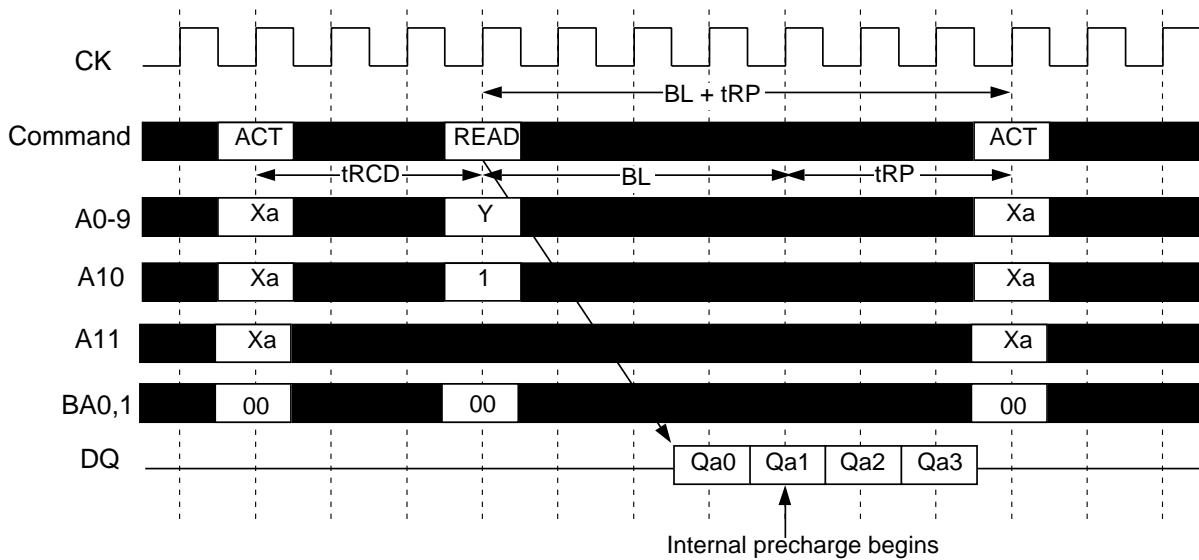 CK
BL + tRP
Command ACT READ ACT
tRCD BL tRP
A0-9 Xa Y Xa
A10 Xa 1 Xa
A11 Xa Xa
BA0,1 00 00 00
DQ Qa0 Qa1 Qa2 Qa3
Internal precharge begins